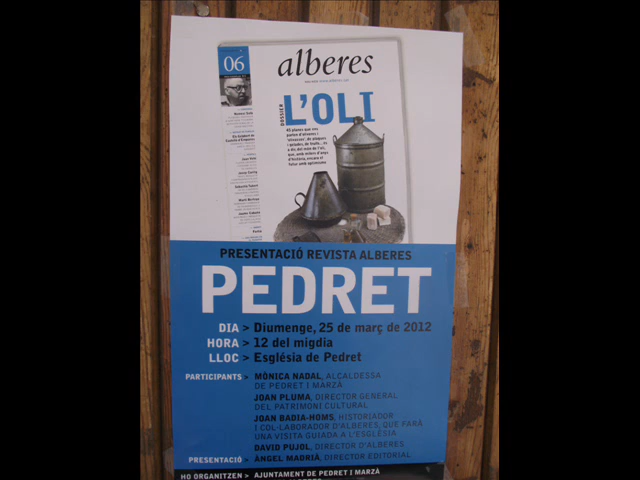 06
alberes
DOSSIER
L'OLI
PRESENTACIÓ REVISTA ALBERES
PEDRET
DIA > Diumenge, 25 de març de 2012
HORA > 12 del migdia
LLOC > Església de Pedret
PARTICIPANTS > MÒNICA NADAL, ALCALDESSA
DE PEDRET I MARZÀ
JOAN PLUMA, DIRECTOR GENERAL
DEL PATRIMONI CULTURAL
JOAN BADIA-HOMS, HISTORIADOR
I COL·LABORADOR D'ALBERES, QUE FARÀ
UNA VISITA GUIADA A L'ESGLÉSIA
DAVID PUJOL, DIRECTOR D'ALBERES
PRESENTACIÓ > ÀNGEL MADRIÀ, DIRECTOR EDITORIAL
HO ORGANITZEN > AJUNTAMENT DE PEDRET I MARZÀ